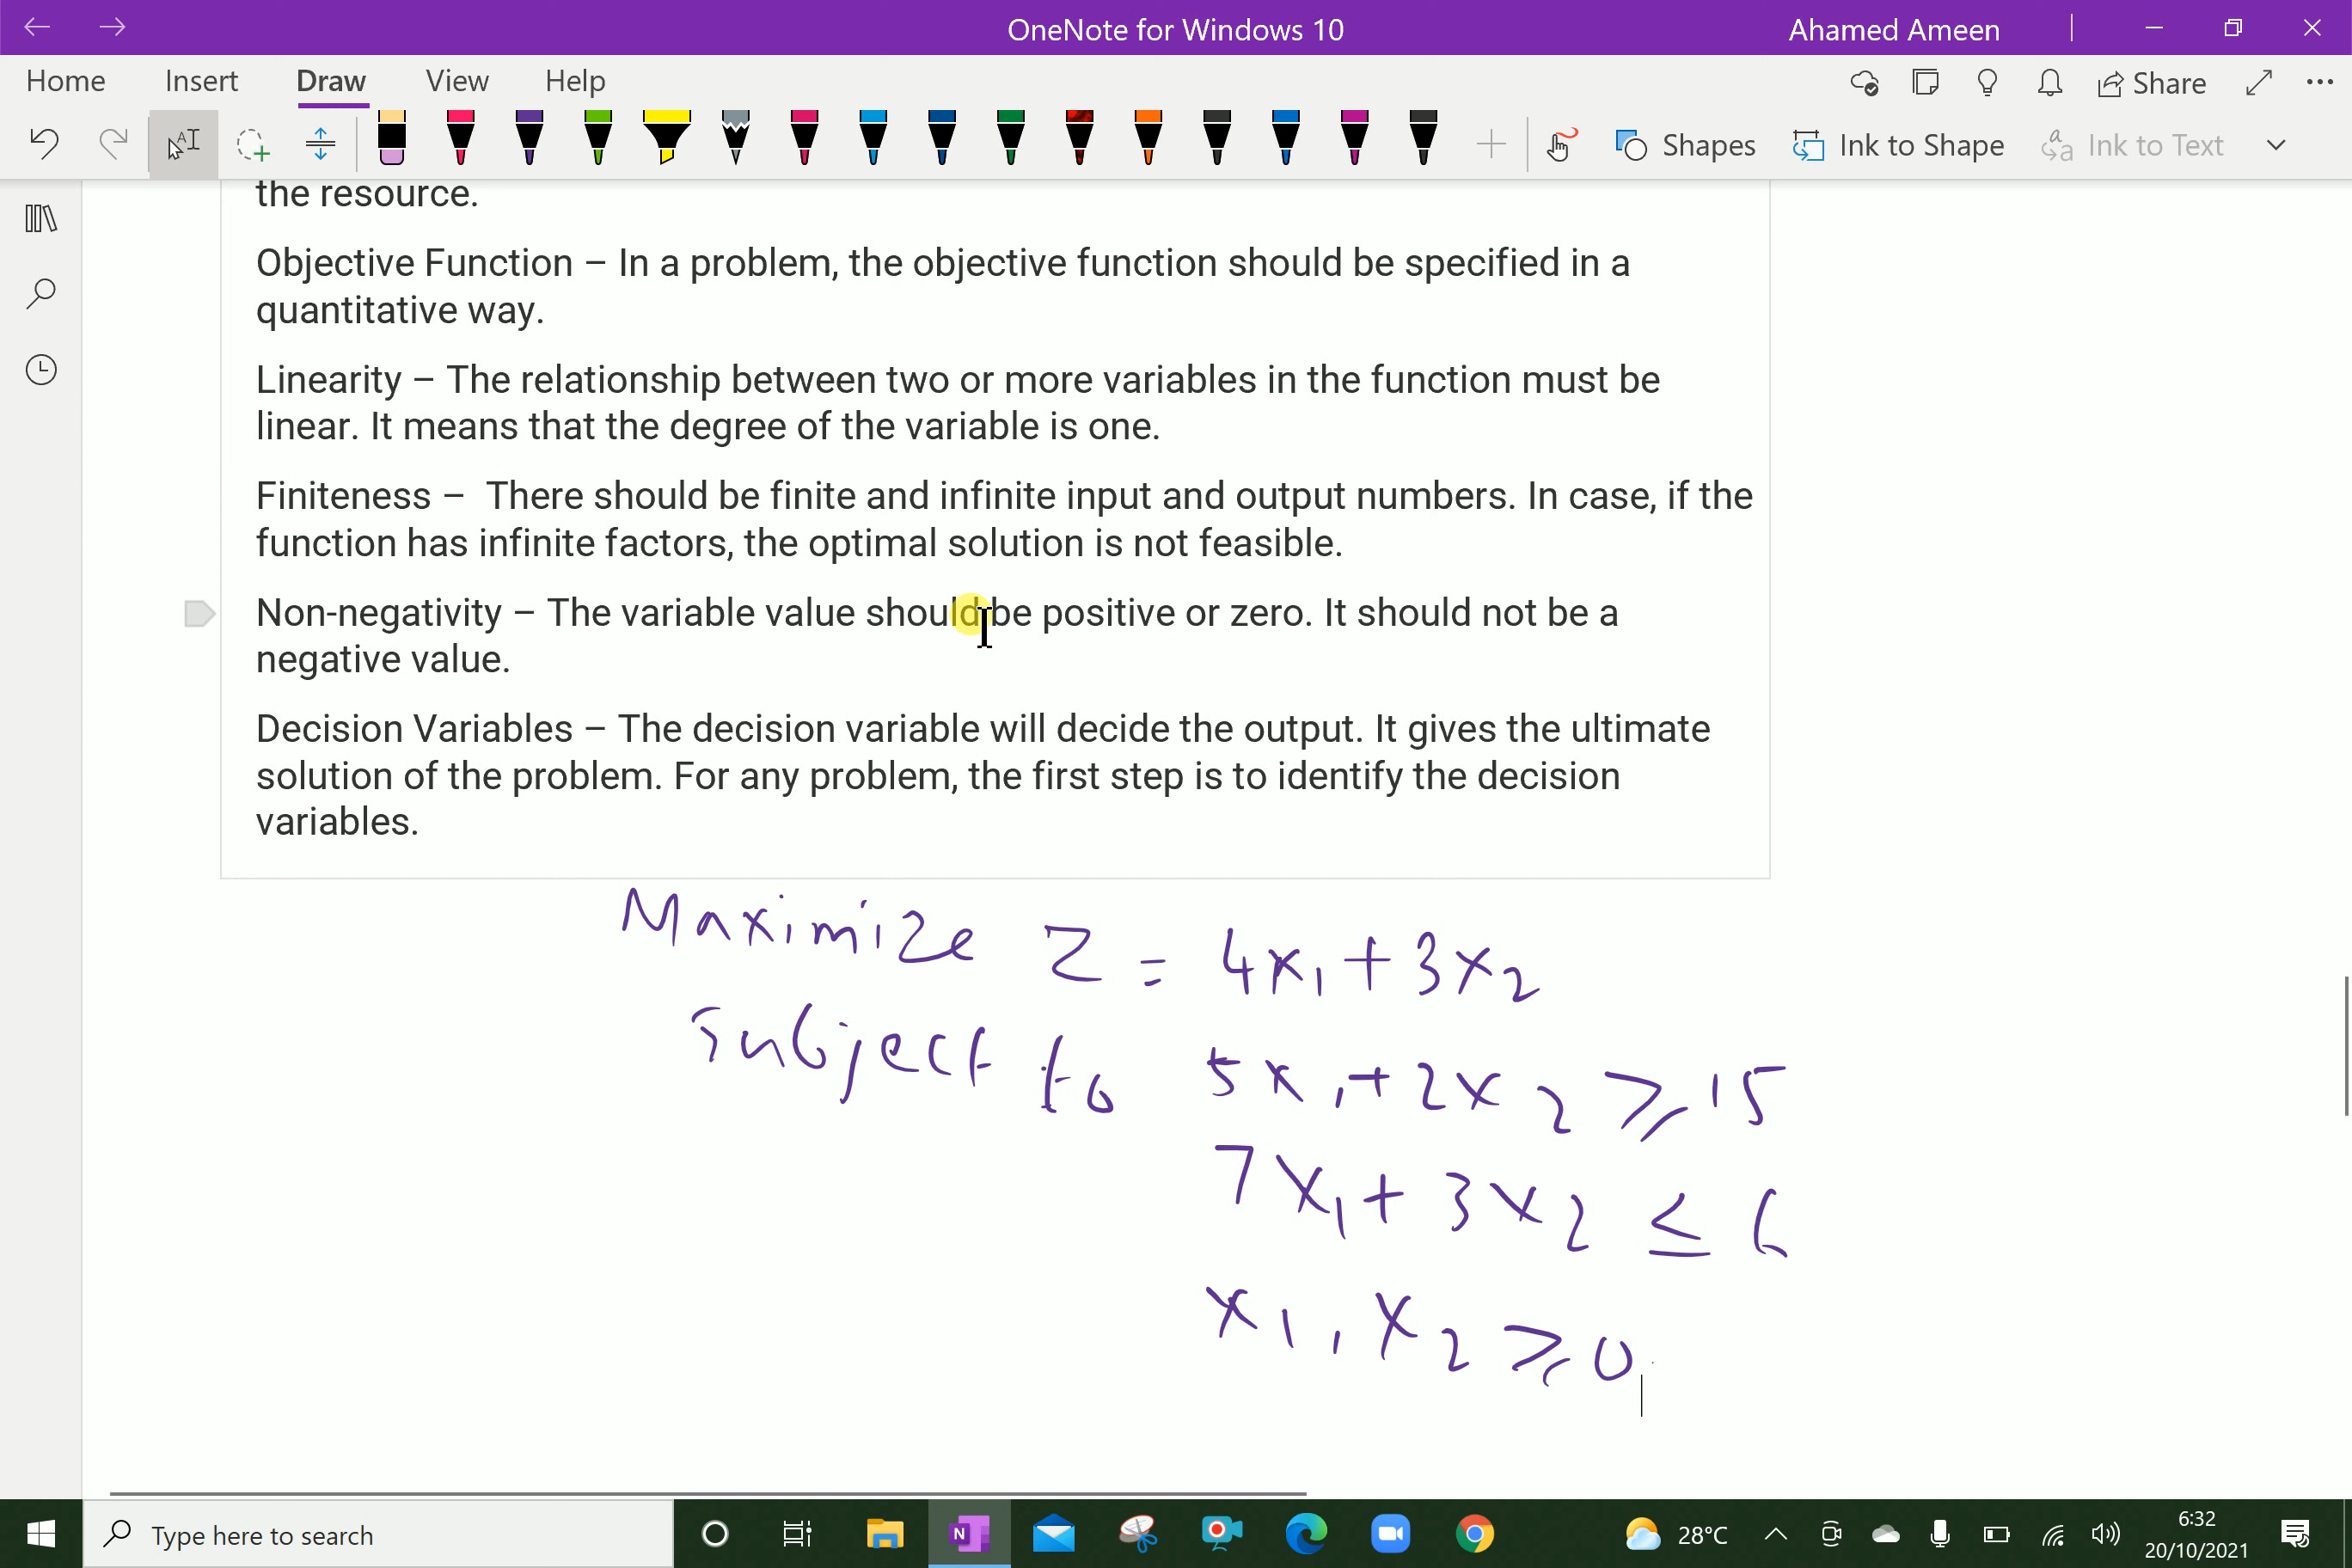 OneNote for Windows 10
Ahamed Ameen
Home Insert Draw View Help
Share
Shapes Ink to Shape Ink to Text
the resource.
Objective Function – In a problem, the objective function should be specified in a
quantitative way.
Linearity – The relationship between two or more variables in the function must be
linear. It means that the degree of the variable is one.
Finiteness – There should be finite and infinite input and output numbers. In case, if the
function has infinite factors, the optimal solution is not feasible.
Non-negativity – The variable value should be positive or zero. It should not be a
negative value.
Decision Variables – The decision variable will decide the output. It gives the ultimate
solution of the problem. For any problem, the first step is to identify the decision
variables.
Maximize Z = 4x₁ + 3x₂
Subject to 5x₁ + 2x₂ ≥ 15
7x₁ + 3x₂ ≤ 6
x₁, x₂ ≥ 0
Type here to search
28°C
6:32
20/10/2021